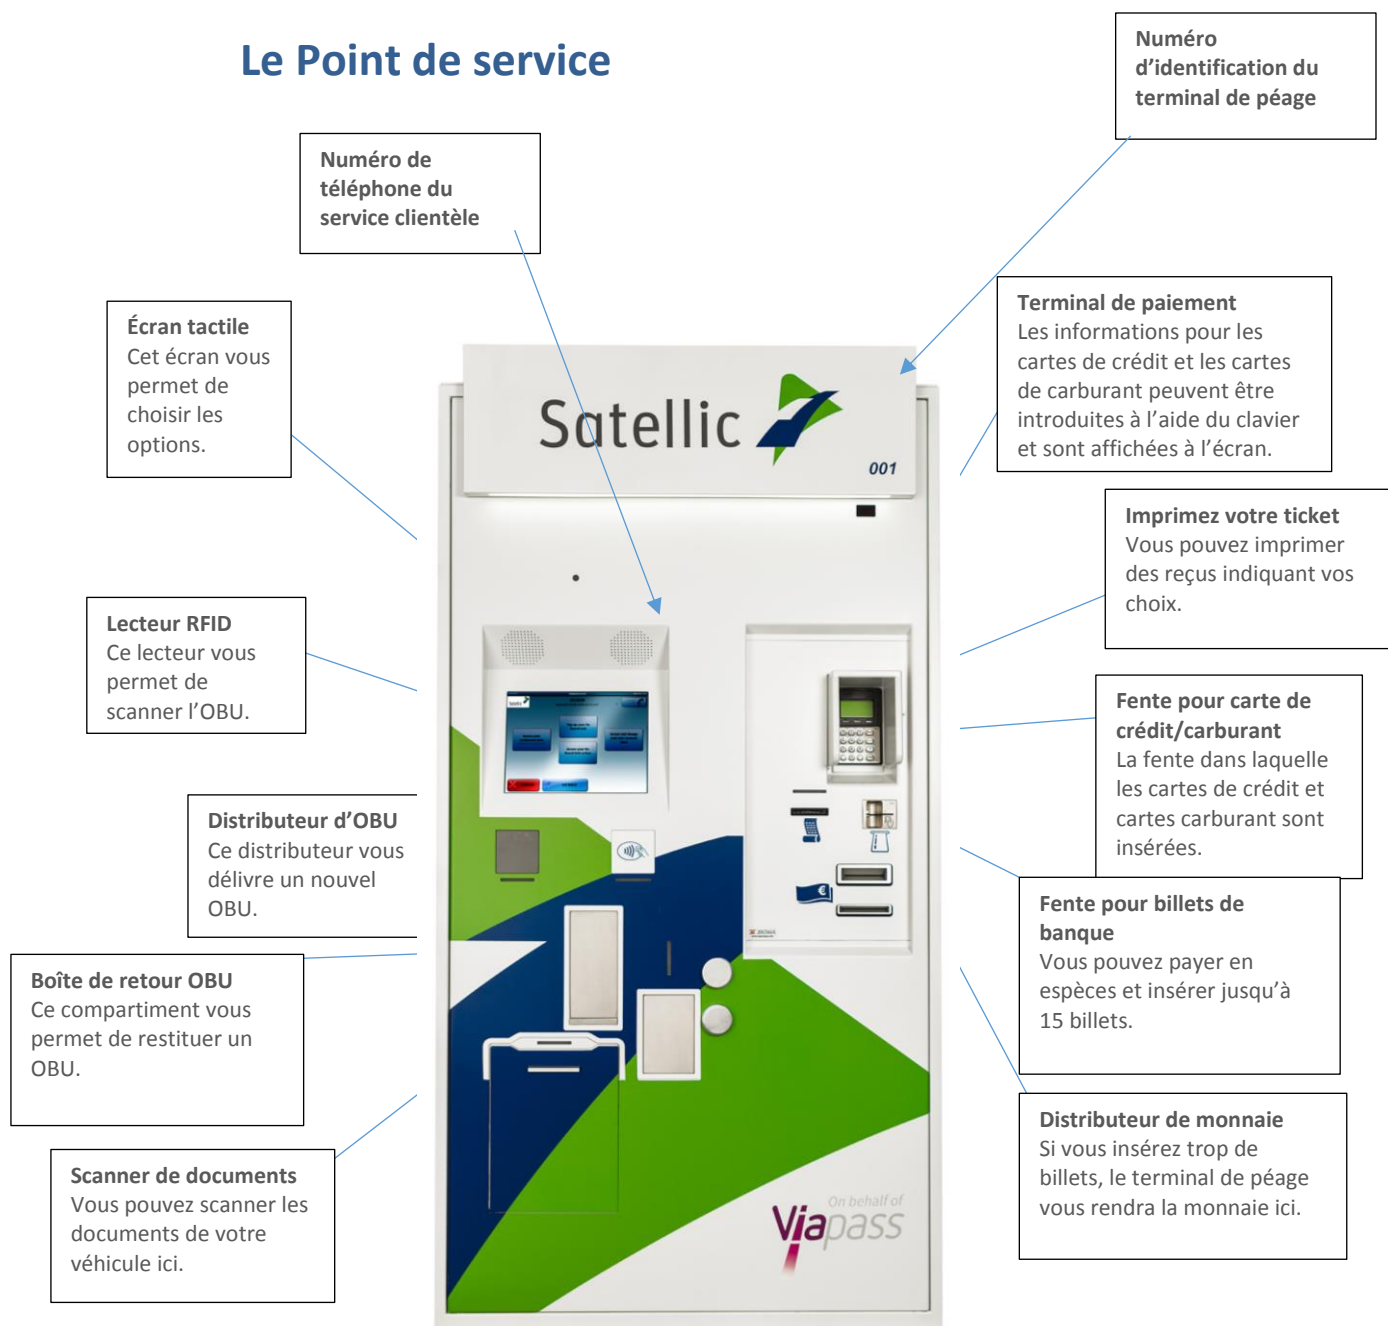 Le Point de service
Numéro
d’identification du
terminal de péage
Numéro de
téléphone du
service clientèle
Écran tactile
Cet écran vous
permet de
choisir les
options.
Terminal de paiement
Les informations pour les
cartes de crédit et les cartes
de carburant peuvent être
introduites à l’aide du clavier
et sont affichées à l’écran.
Satellic
001
Imprimez votre ticket
Vous pouvez imprimer
des reçus indiquant vos
choix.
Lecteur RFID
Ce lecteur vous
permet de
scanner l’OBU.
Fente pour carte de
crédit/carburant
La fente dans laquelle
les cartes de crédit et
cartes carburant sont
insérées.
Distributeur d’OBU
Ce distributeur vous
délivre un nouvel
OBU.
Fente pour billets de
banque
Vous pouvez payer en
espèces et insérer jusqu’à
15 billets.
Boîte de retour OBU
Ce compartiment vous
permet de restituer un
OBU.
Distributeur de monnaie
Si vous insérez trop de
billets, le terminal de péage
vous rendra la monnaie ici.
Scanner de documents
Vous pouvez scanner les
documents de votre
véhicule ici.
On behalf of
Viapass